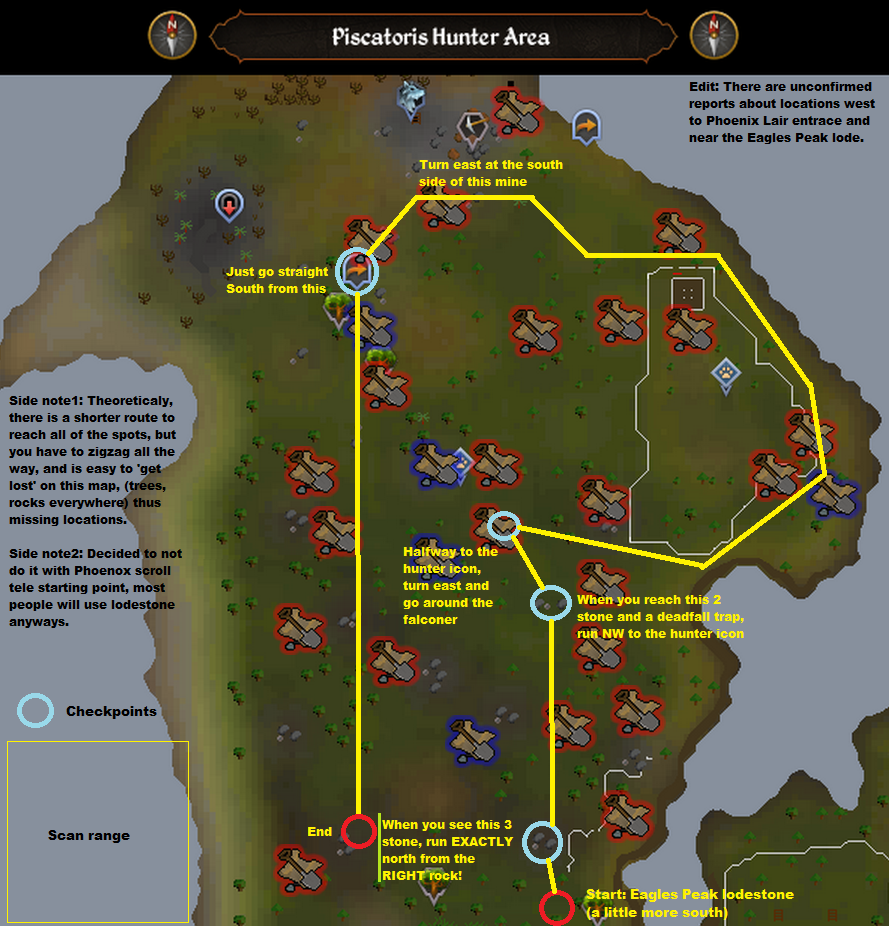 N
Piscatoris Hunter Area
N
Edit: There are unconfirmed
reports about locations west
to Phoenix Lair entrace and
near the Eagles Peak lode.
Turn east at the south
side of this mine
Just go straight
South from this
Side note1: Theoreticaly,
there is a shorter route to
reach all of the spots, but
you have to zigzag all the
way, and is easy to 'get
lost' on this map, (trees,
rocks everywhere) thus
missing locations.
Side note2: Decided to not
do it with Phoenox scroll
tele starting point, most
people will use lodestone
anyways.
Halfway to the
hunter icon,
turn east and
go around the
falconer
When you reach this 2
stone and a deadfall trap,
run NW to the hunter icon
Checkpoints
Scan range
End
When you see this 3
stone, run EXACTLY
north from the
RIGHT rock!
Start: Eagles Peak lodestone
(a little more south)